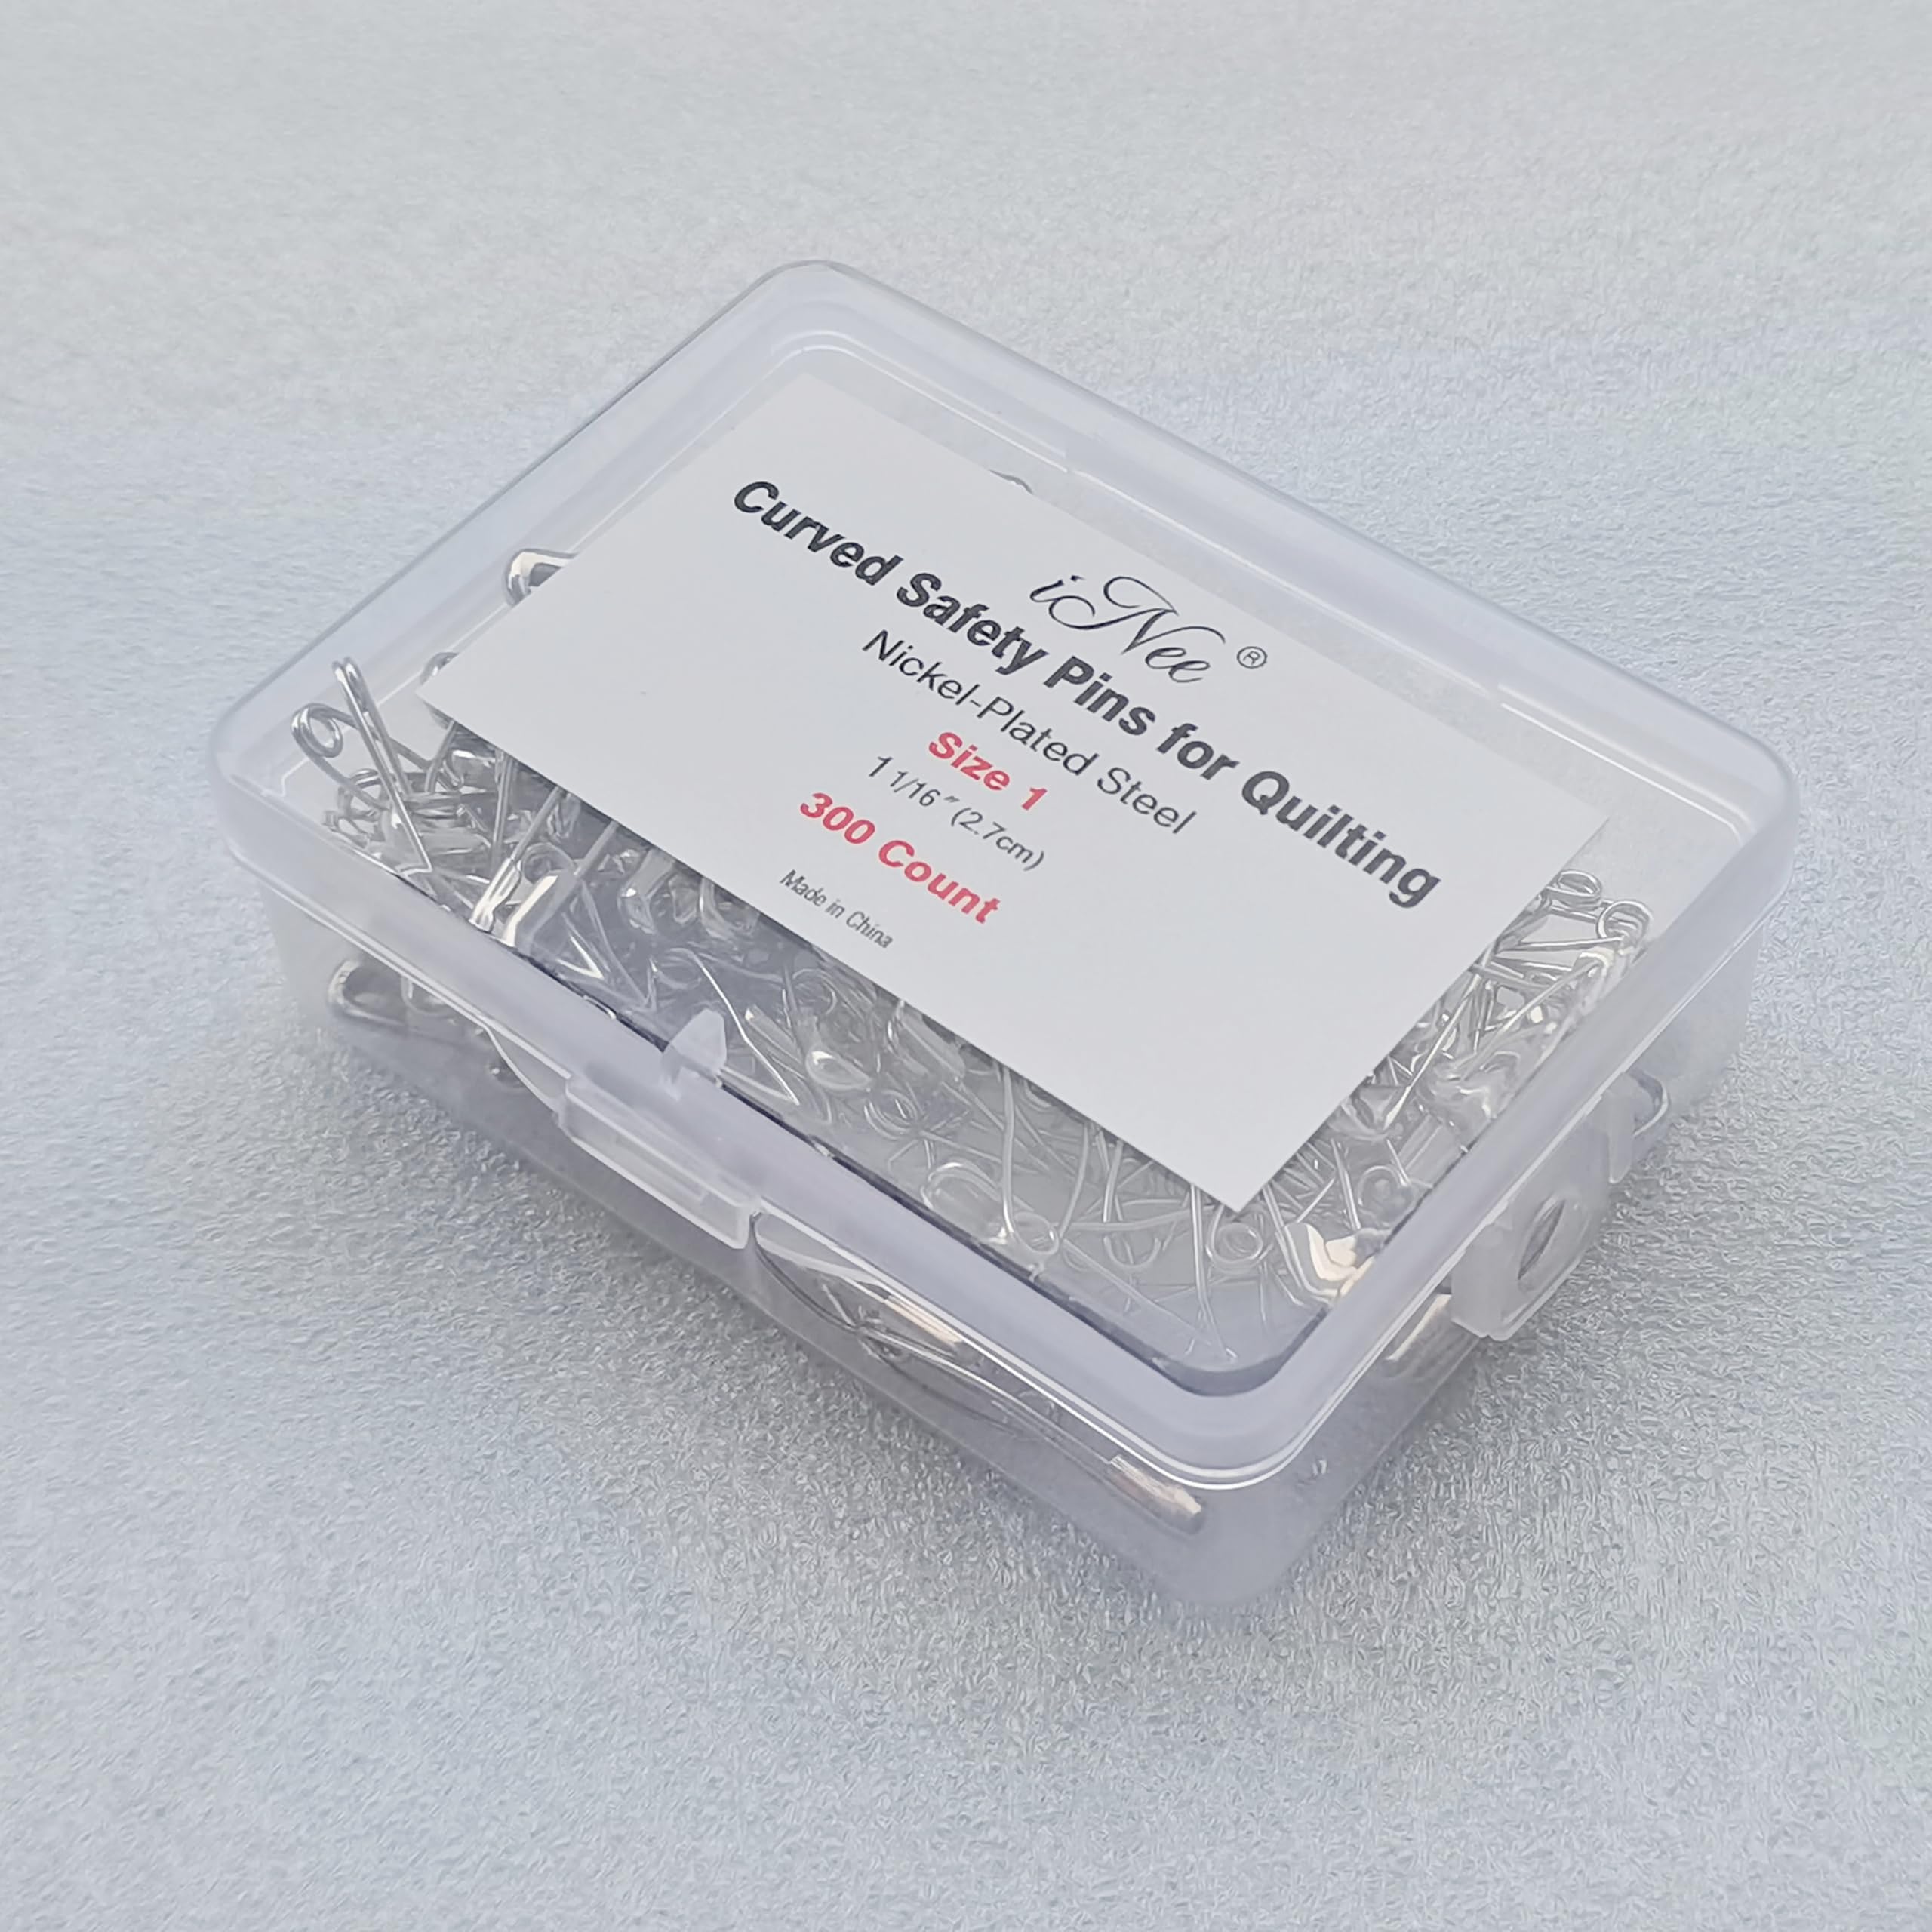 iNee®
Curved Safety Pins for Quilting
Nickel-Plated Steel
Size 1
1 1/16" (2.7cm)
300 Count
Made in China